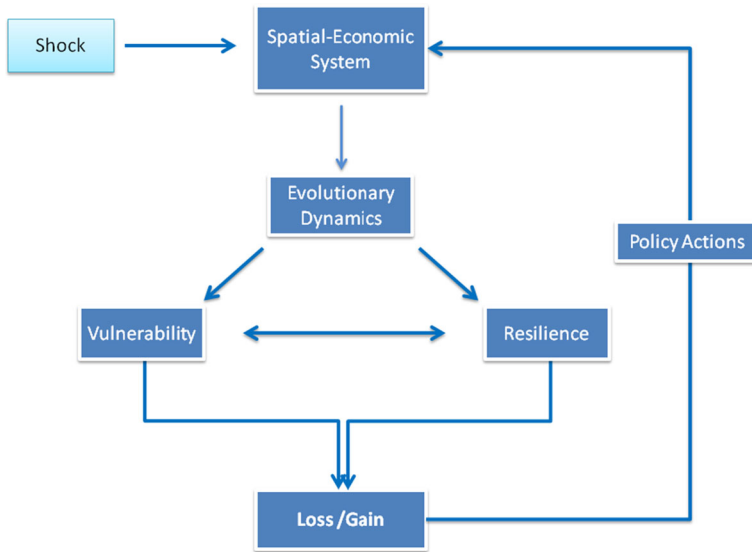 Shock
Spatial-Economic
System
Evolutionary
Dynamics
Policy Actions
Vulnerability
Resilience
Loss/Gain